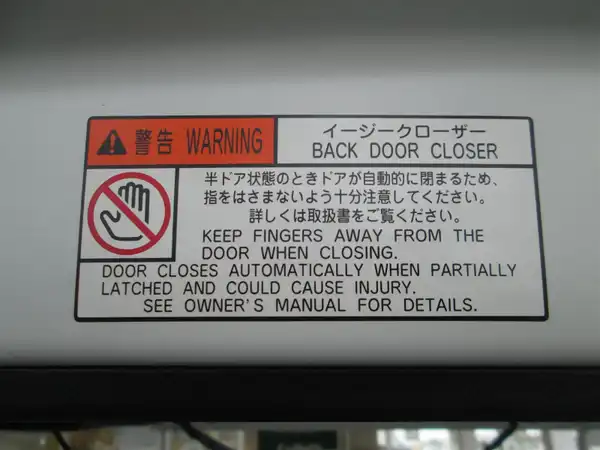 警告 WARNING
イージークローザー
BACK DOOR CLOSER
半ドア状態のときドアが自動的に閉まるため、
指をはさまないよう十分注意してください。
詳しくは取扱書をご覧ください。
KEEP FINGERS AWAY FROM THE
DOOR WHEN CLOSING.
DOOR CLOSES AUTOMATICALLY WHEN PARTIALLY
LATCHED AND COULD CAUSE INJURY.
SEE OWNER'S MANUAL FOR DETAILS.